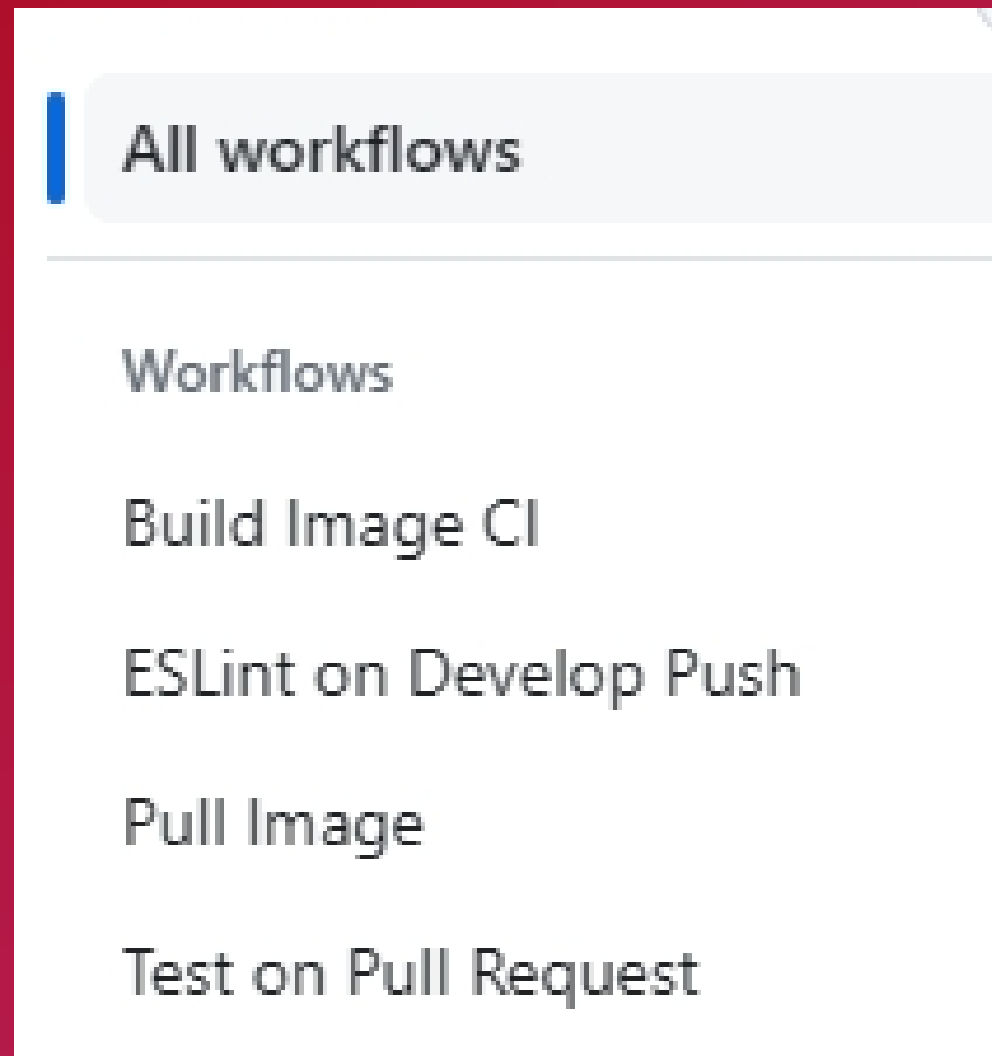 All workflows
Workflows
Build Image CI
ESLint on Develop Push
Pull Image
Test on Pull Request